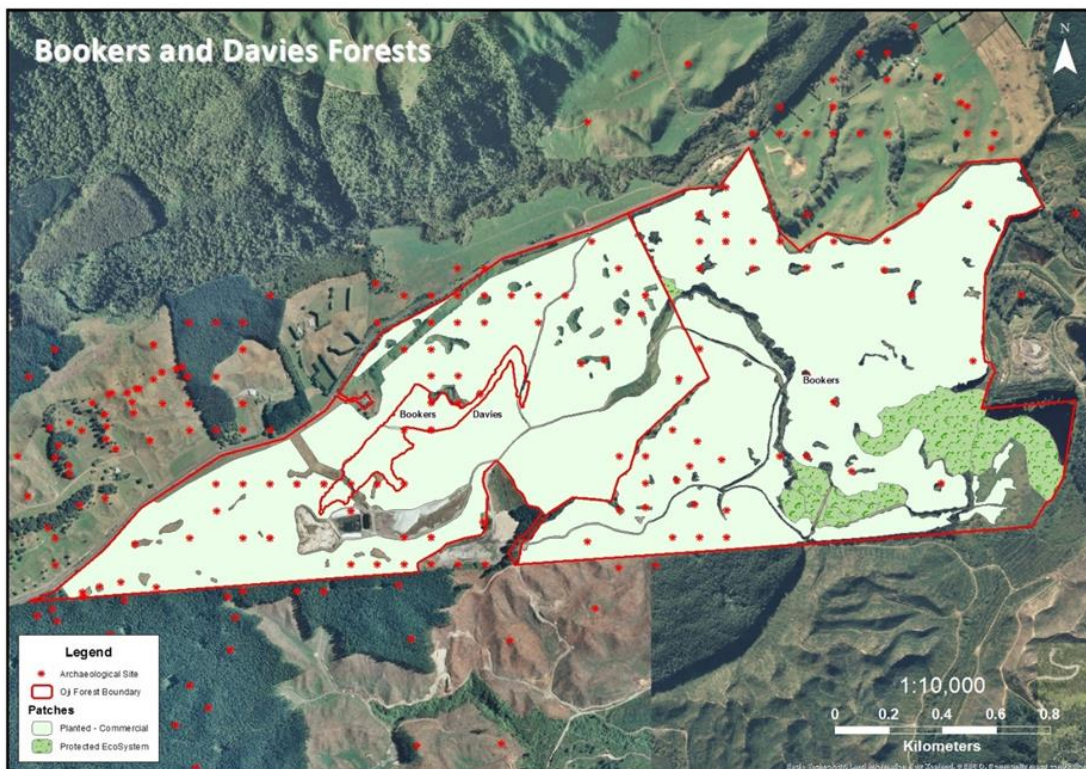 Bookers and Davies Forests
N
Bookers
Bookers
Davies
Legend
Archaeological Site
Oji Forest Boundary
Patches
Planted - Commercial
Protected EcoSystem
1:10,000
0 0.2 0.4 0.6 0.8
Kilometers